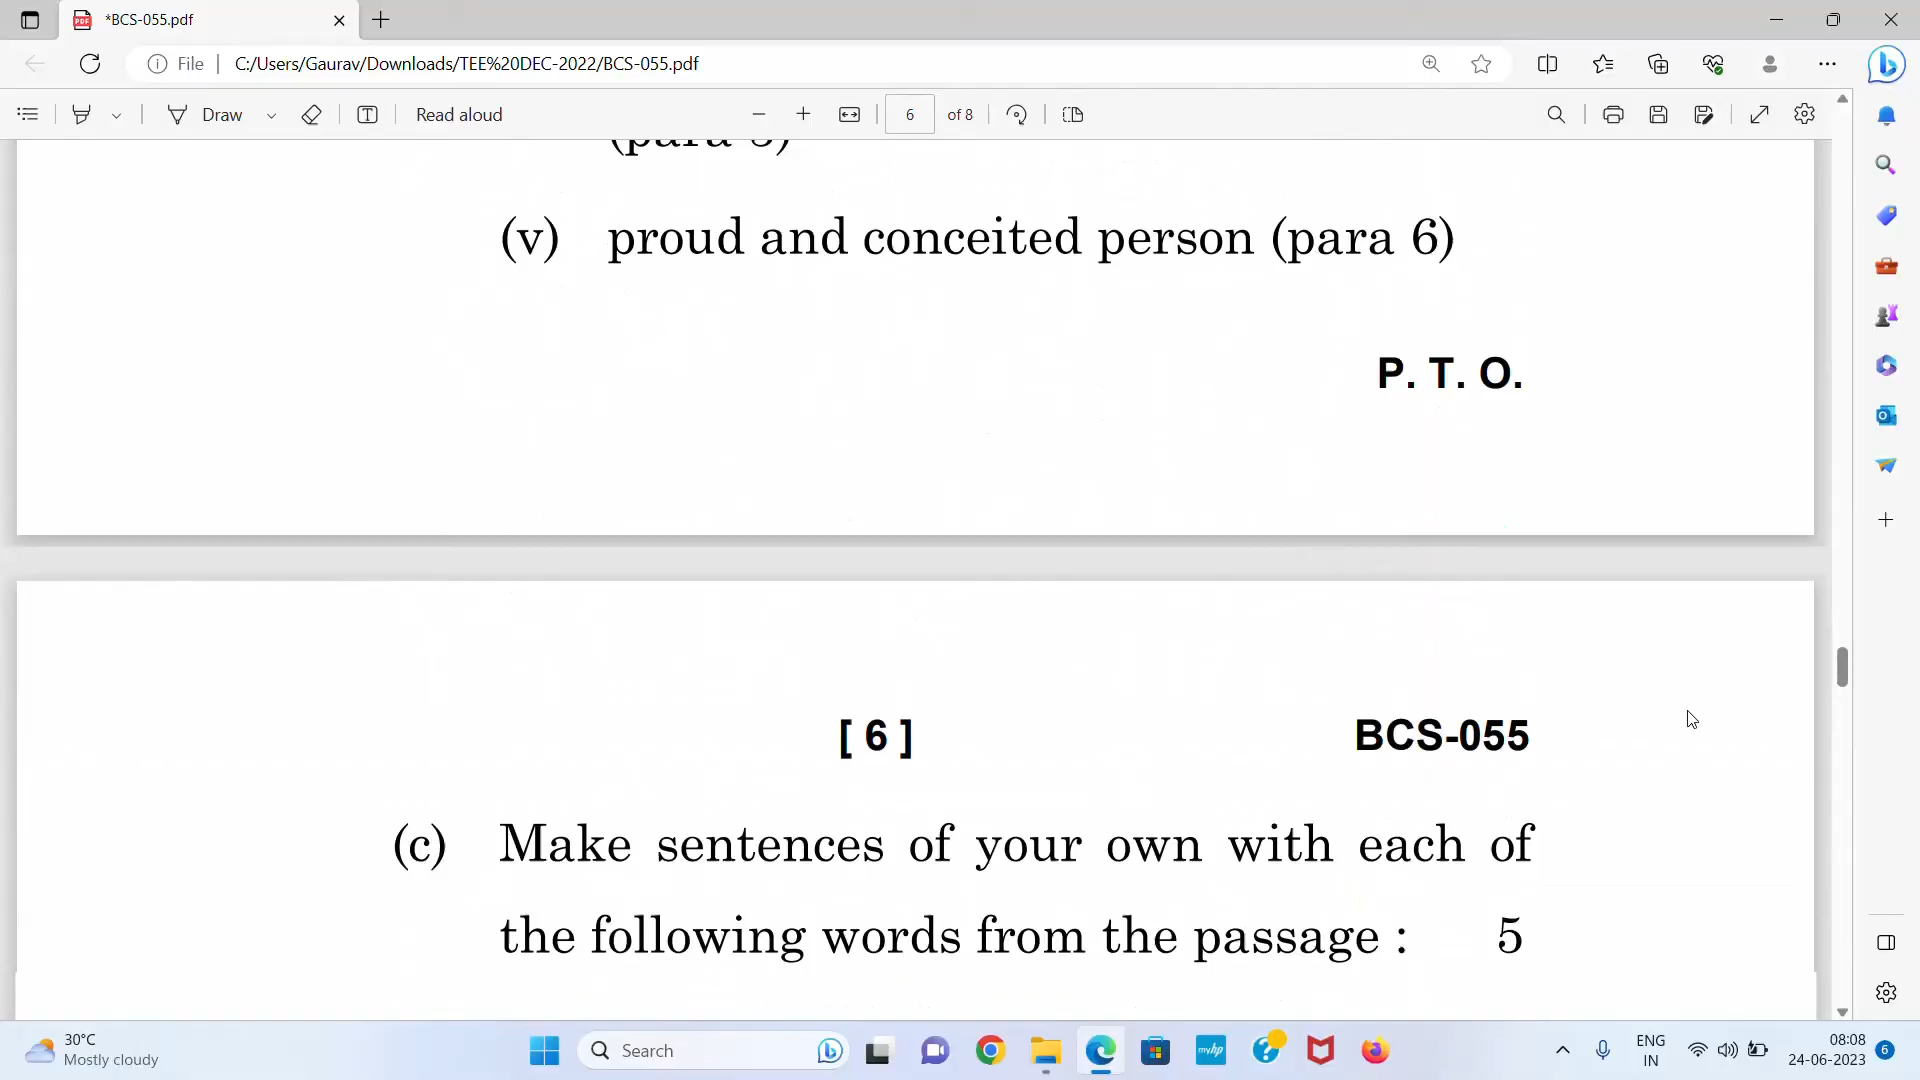 *BCS-055.pdf
File
C:/Users/Gaurav/Downloads/TEE%20DEC-2022/BCS-055.pdf
Draw
Read aloud
6
of 8
(v) proud and conceited person (para 6)
P. T. O.
[ 6 ]
BCS-055
(c) Make sentences of your own with each of
the following words from the passage : 5
30°C
Mostly cloudy
Search
myhp
ENG
IN
08:08
24-06-2023
6